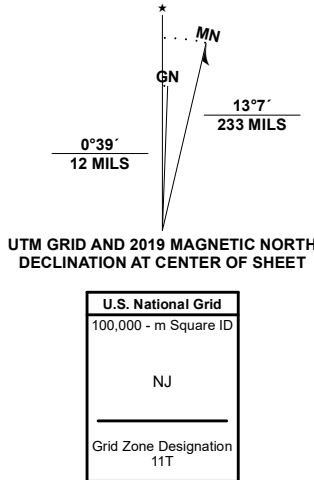 ★
MN
GN
13°7´
233 MILS
0°39´
12 MILS
UTM GRID AND 2019 MAGNETIC NORTH
DECLINATION AT CENTER OF SHEET
U.S. National Grid
100,000 - m Square ID
NJ
Grid Zone Designation
11T